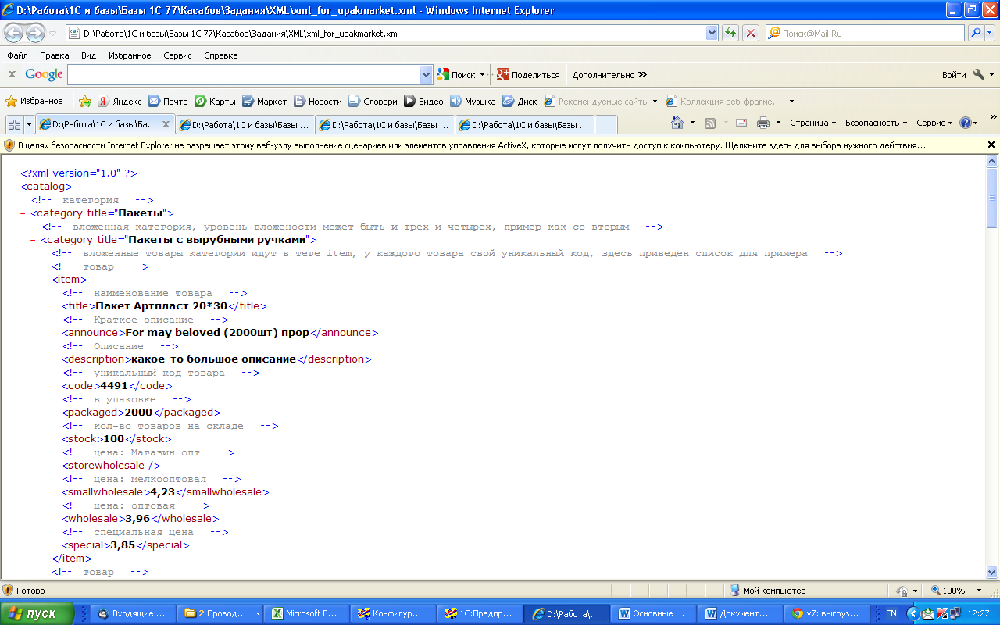 D:\Работа\1С и базы\Базы 1С 77\Касабов\Задания\XML\xml_for_upakmarket.xml - Windows Internet Explorer
D:\Работа\1С и базы\Базы 1С 77\Касабов\Задания\XML\xml_for_upakmarket.xml
Поиск@Mail.Ru
Файл Правка Вид Избранное Сервис Справка
x Google Поиск Поделиться Дополнительно Войти
Избранное Яндекс Почта Карты Маркет Новости Словари Видео Музыка Диск Рекомендуемые сайты Коллекция веб-фрагме...
D:\Работа\1С и базы\Ба... D:\Работа\1С и базы\Базы ... D:\Работа\1С и базы\Базы ... D:\Работа\1С и базы\Базы ... Страница Безопасность Сервис
В целях безопасности Internet Explorer не разрешает этому веб-узлу выполнение сценариев или элементов управления ActiveX, которые могут получить доступ к компьютеру. Щелкните здесь для выбора нужного действия...
<?xml version="1.0" ?>
- <catalog>
<!-- категория -->
- <category title="Пакеты">
<!-- вложенная категория, уровень вложености может быть и трех и четырех, пример как со вторым -->
- <category title="Пакеты с вырубными ручками">
<!-- вложенные товары категории идут в теге item, у каждого товара свой уникальный код, здесь приведен список для примера -->
<!-- товар -->
- <item>
<!-- наименование товара -->
<title>Пакет Артпласт 20*30</title>
<!-- Краткое описание -->
<announce>For may beloved (2000шт) прор</announce>
<!-- Описание -->
<description>какое-то большое описание</description>
<!-- уникальный код товара -->
<code>4491</code>
<!-- в упаковке -->
<packaged>2000</packaged>
<!-- кол-во товаров на складе -->
<stock>100</stock>
<!-- цена: Магазин опт -->
<storewholesale />
<!-- цена: мелкооптовая -->
<smallwholesale>4,23</smallwholesale>
<!-- цена: оптовая -->
<wholesale>3,96</wholesale>
<!-- специальная цена -->
<special>3,85</special>
</item>
<!-- товар -->
Готово Мой компьютер 100%
пуск Входящие ... 2 Провод... Microsoft E... Конфигур... 1С:Предпр... D:\Работа\... Основные ... Документ... v7: выгруз... EN 12:27